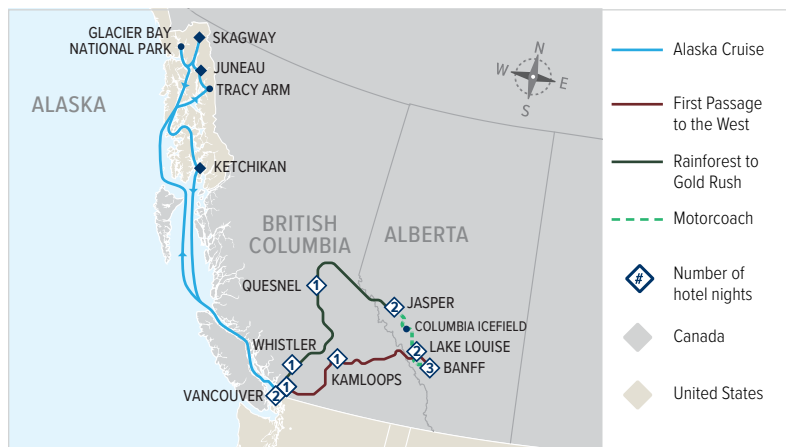 GLACIER BAY
NATIONAL PARK
SKAGWAY
JUNEAU
TRACY ARM
ALASKA
KETCHIKAN
N
W
E
S
BRITISH
COLUMBIA
ALBERTA
QUESNEL
1
2
JASPER
COLUMBIA ICEFIELD
WHISTLER
1
1
KAMLOOPS
2
LAKE LOUISE
3
BANFF
VANCOUVER
2
1
Alaska Cruise
First Passage
to the West
Rainforest to
Gold Rush
Motorcoach
#
Number of
hotel nights
Canada
United States